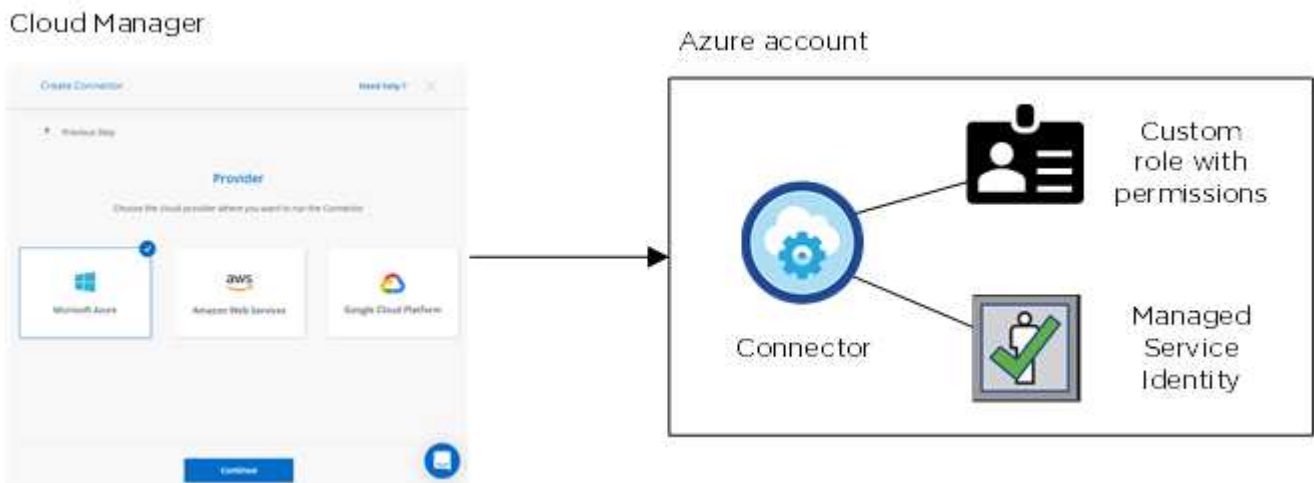 Cloud Manager
Create Connector
Need help?
Previous Step
Provider
Choose the cloud provider where you want to run the Connector
Microsoft Azure
aws
Amazon Web Services
Google Cloud Platform
Continue
Azure account
Custom
role with
permissions
Connector
Managed
Service
Identity